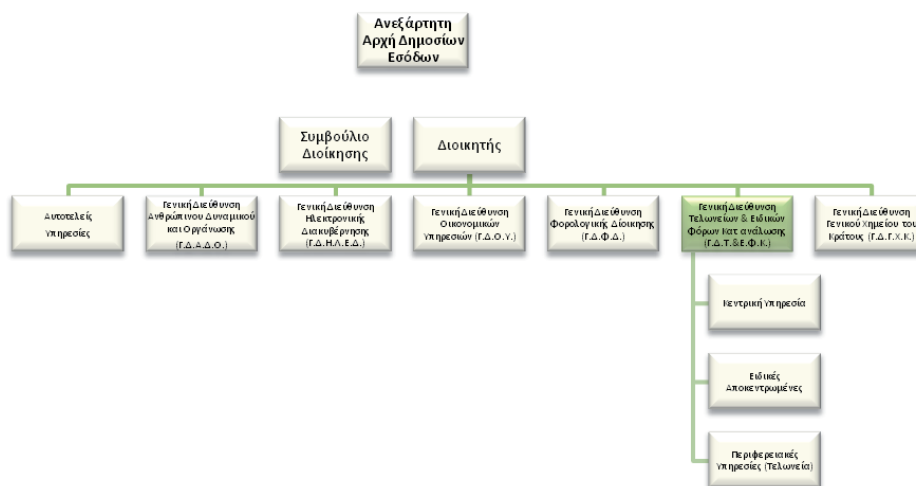 Ανεξάρτητη
Αρχή Δημοσίων
Εσόδων
Συμβούλιο
Διοίκησης
Διοικητής
Αυτοτελείς
Υπηρεσίες
Γενική Διεύθυνση
Ανθρώπινου Δυναμικού
και Οργάνωσης
(Γ.Δ.Α.Δ.Ο.)
Γενική Διεύθυνση
Ηλεκτρονικής
Διακυβέρνησης
(Γ.Δ.Η.Λ.Ε.Δ.)
Γενική Διεύθυνση
Οικονομικών
Υπηρεσιών (Γ.Δ.Ο.Υ.)
Γενική Διεύθυνση
Φορολογικής Δίοικησης
(Γ.Δ.Φ.Δ.)
Γενική Διεύθυνση
Τελωνείων & Ειδικών
Φόρων Κατανάλωσης
(Γ.Δ.Τ.&Ε.Φ.Κ.)
Γενική Διεύθυνση
Γενικού Χημείου του
Κράτους (Γ.Δ.Γ.Χ.Κ.)
Κεντρική Υπηρεσία
Ειδικές
Αποκεντρωμένες
Περιφερειακές
Υπηρεσίες (Τελωνεία)